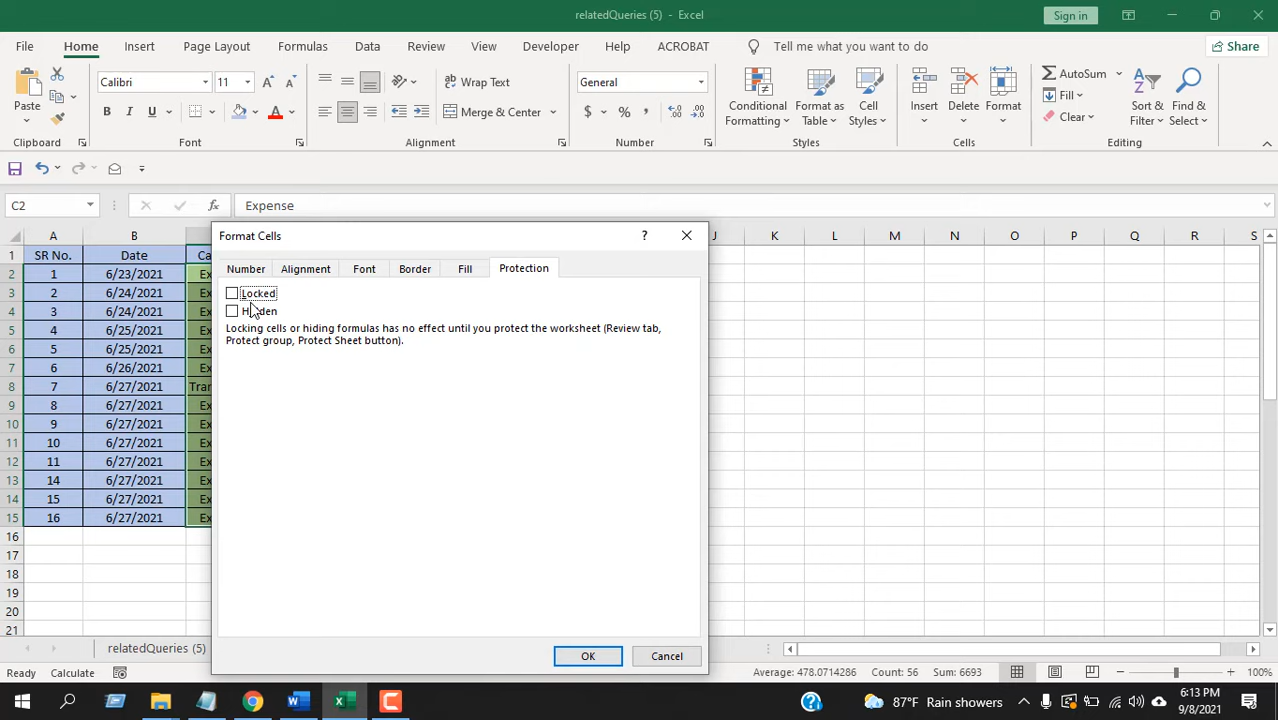 relatedQueries (5) - Excel
Sign in
File Home Insert Page Layout Formulas Data Review View Developer Help ACROBAT Tell me what you want to do Share
Paste
Calibri 11
B I U A
Wrap Text
Merge & Center
General
$ % ,
Conditional Formatting
Format as Table
Cell Styles
Insert Delete Format
AutoSum
Fill
Clear
Sort & Filter
Find & Select
Clipboard Font Alignment Number Styles Cells Editing
C2 fx Expense
A B J K L M N O P Q R S
1 SR No. Date Ca
2 1 6/23/2021 Ex
3 2 6/24/2021 Ex
4 3 6/24/2021 Ex
5 4 6/25/2021 Ex
6 5 6/25/2021 Ex
7 6 6/26/2021 Ex
8 7 6/27/2021 Tran
9 8 6/27/2021 Ex
10 9 6/27/2021 Ex
11 10 6/27/2021 Ex
12 11 6/27/2021 Ex
13 14 6/27/2021 Ex
14 15 6/27/2021 Ex
15 16 6/27/2021 Ex
16
17
18
19
20
21
Format Cells ?
Number Alignment Font Border Fill Protection
Locked
Hidden
Locking cells or hiding formulas has no effect until you protect the worksheet (Review tab,
Protect group, Protect Sheet button).
OK Cancel
relatedQueries (5)
Ready Calculate Average: 478.0714286 Count: 56 Sum: 6693 100%
87°F Rain showers 6:13 PM
9/8/2021